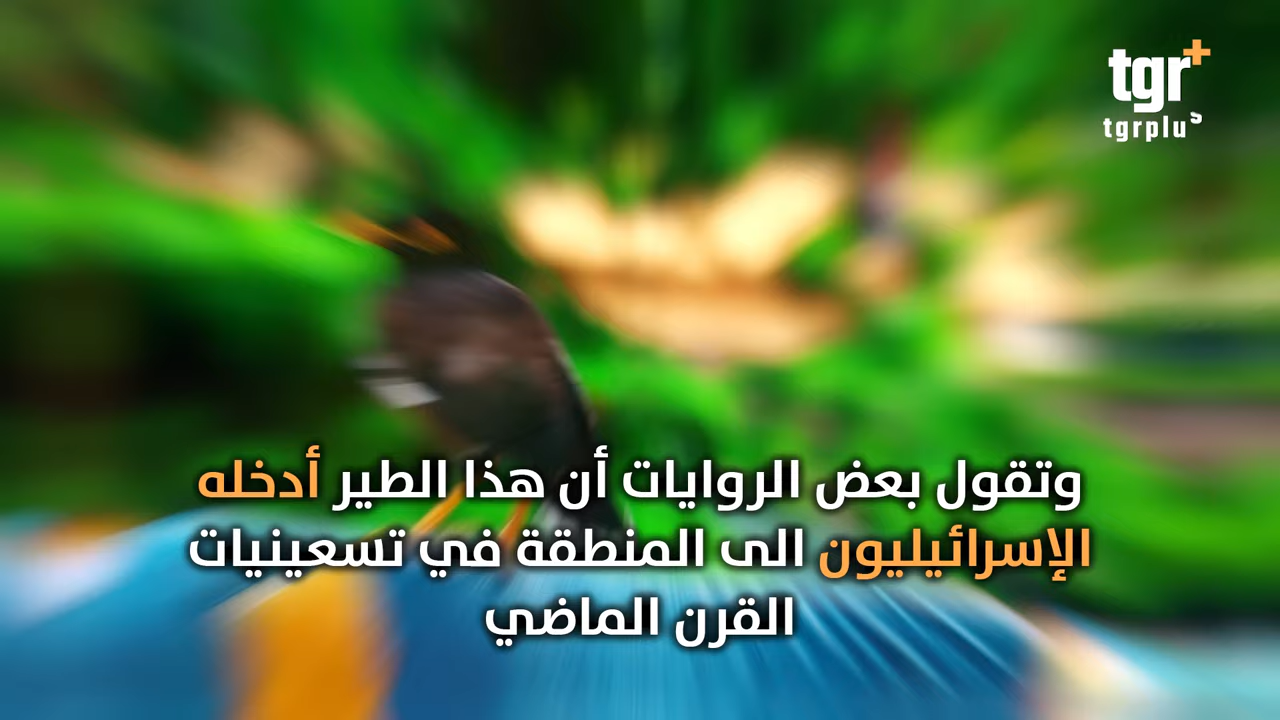 tgr+
tgrplus
وتقول بعض الروايات أن هذا الطير أدخله
الإسرائيليون الى المنطقة في تسعينيات
القرن الماضي